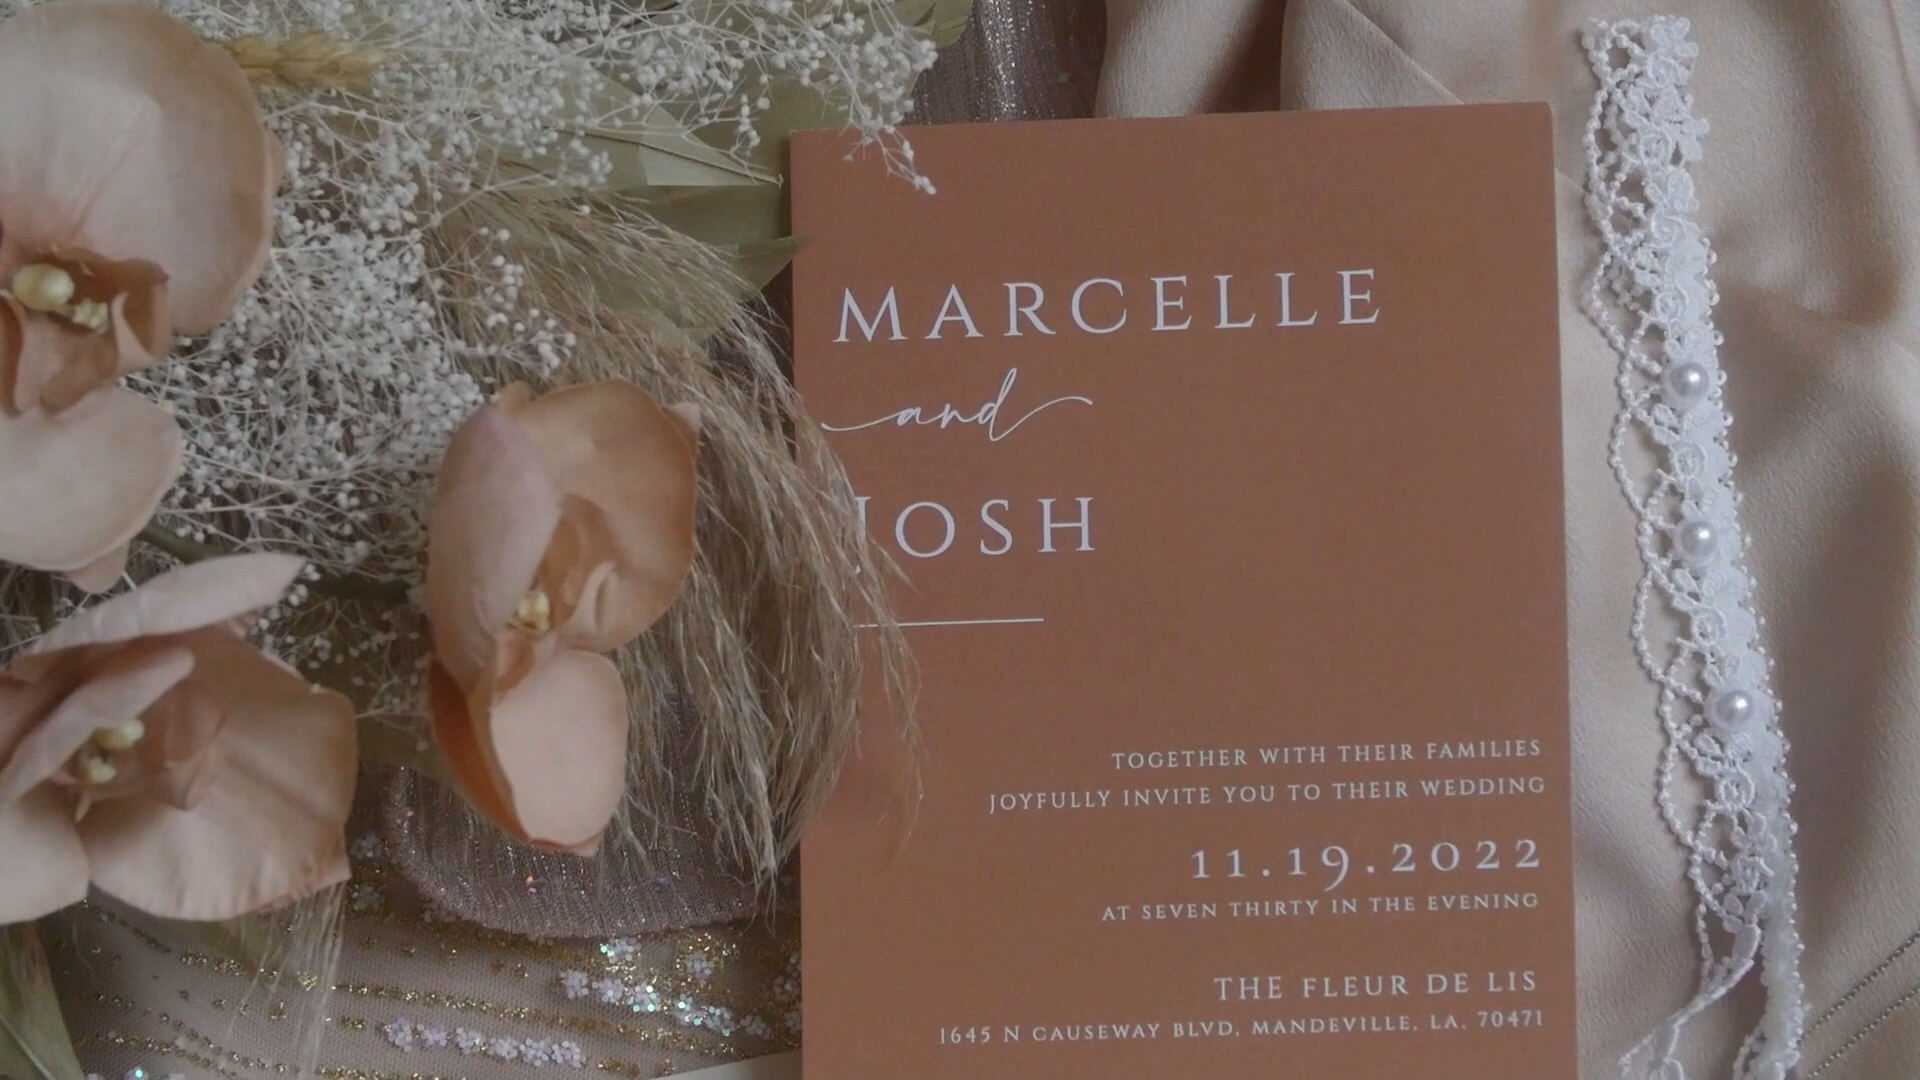 MARCELLE
and
JOSH
TOGETHER WITH THEIR FAMILIES
JOYFULLY INVITE YOU TO THEIR WEDDING
11.19.2022
AT SEVEN THIRTY IN THE EVENING
THE FLEUR DE LIS
1645 N CAUSEWAY BLVD, MANDEVILLE, LA, 70471